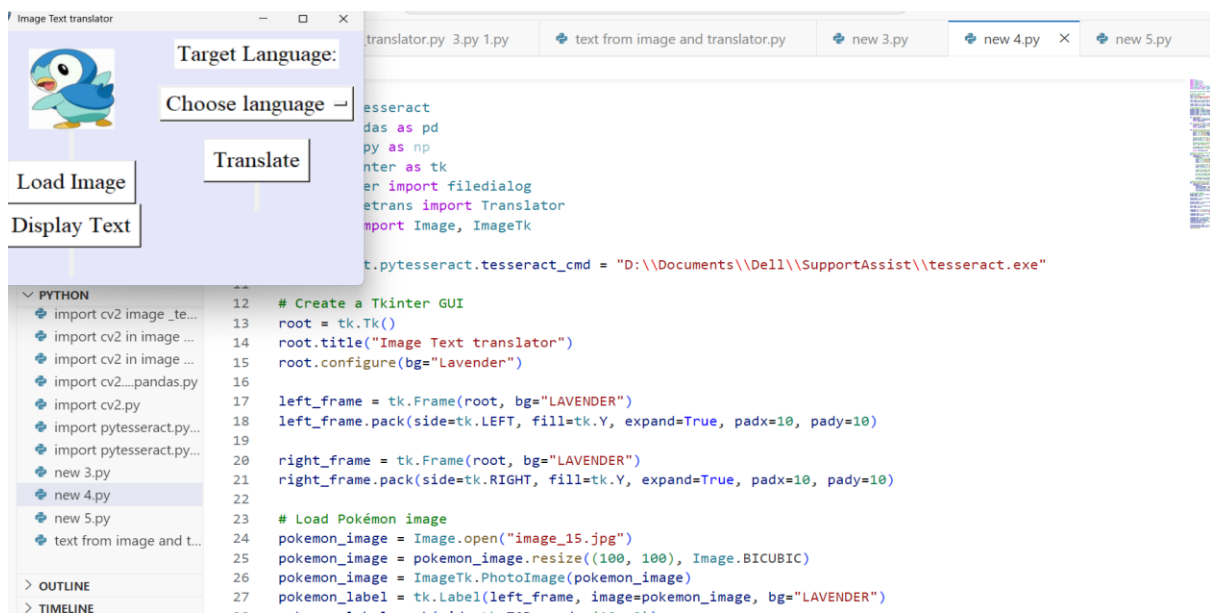 Image Text translator
Target Language:
Choose language
Translate
Load Image
Display Text
translator.py 3.py 1.py
text from image and translator.py
new 3.py
new 4.py
new 5.py
esseract
das as pd
py as np
nter as tk
er import filedialog
etrans import Translator
mport Image, ImageTk
t.pytesseract.tesseract_cmd = "D:\\Documents\\Dell\\SupportAssist\\tesseract.exe"
PYTHON
import cv2 image _te...
import cv2 in image ...
import cv2 in image ...
import cv2....pandas.py
import cv2.py
import pytesseract.py...
import pytesseract.py...
new 3.py
new 4.py
new 5.py
text from image and t...
OUTLINE
TIMELINE
12 # Create a Tkinter GUI
13 root = tk.Tk()
14 root.title("Image Text translator")
15 root.configure(bg="Lavender")
16
17 left_frame = tk.Frame(root, bg="LAVENDER")
18 left_frame.pack(side=tk.LEFT, fill=tk.Y, expand=True, padx=10, pady=10)
19
20 right_frame = tk.Frame(root, bg="LAVENDER")
21 right_frame.pack(side=tk.RIGHT, fill=tk.Y, expand=True, padx=10, pady=10)
22
23 # Load Pokémon image
24 pokemon_image = Image.open("image_15.jpg")
25 pokemon_image = pokemon_image.resize((100, 100), Image.BICUBIC)
26 pokemon_image = ImageTk.PhotoImage(pokemon_image)
27 pokemon_label = tk.Label(left_frame, image=pokemon_image, bg="LAVENDER")